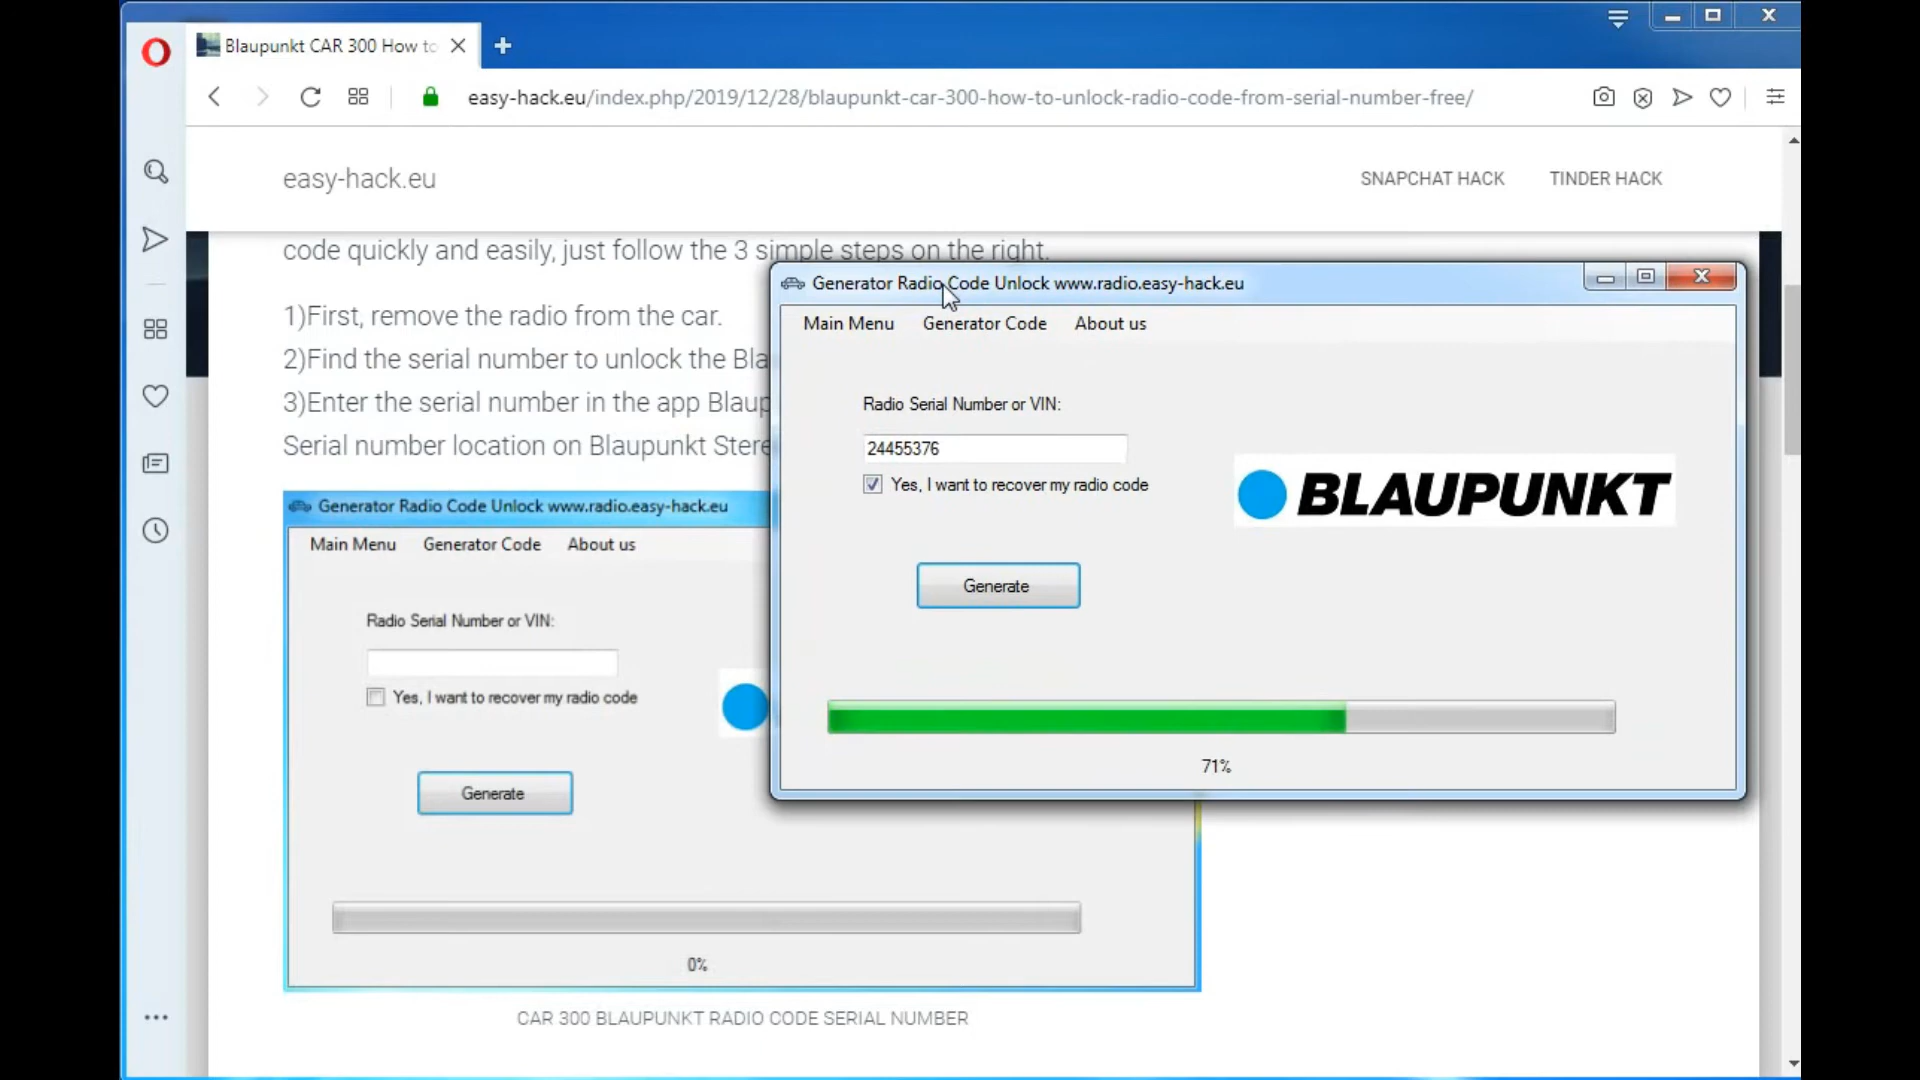 Blaupunkt CAR 300 How to
easy-hack.eu/index.php/2019/12/28/blaupunkt-car-300-how-to-unlock-radio-code-from-serial-number-free/
easy-hack.eu
SNAPCHAT HACK
TINDER HACK
code quickly and easily, just follow the 3 simple steps on the right.
1)First, remove the radio from the car.
2)Find the serial number to unlock the Bla
3)Enter the serial number in the app Blaup
Serial number location on Blaupunkt Stere
Generator Radio Code Unlock www.radio.easy-hack.eu
Main Menu Generator Code About us
Radio Serial Number or VIN:
Yes, I want to recover my radio code
Generate
0%
CAR 300 BLAUPUNKT RADIO CODE SERIAL NUMBER
Generator Radio Code Unlock www.radio.easy-hack.eu
Main Menu Generator Code About us
Radio Serial Number or VIN:
24455376
Yes, I want to recover my radio code
BLAUPUNKT
Generate
71%